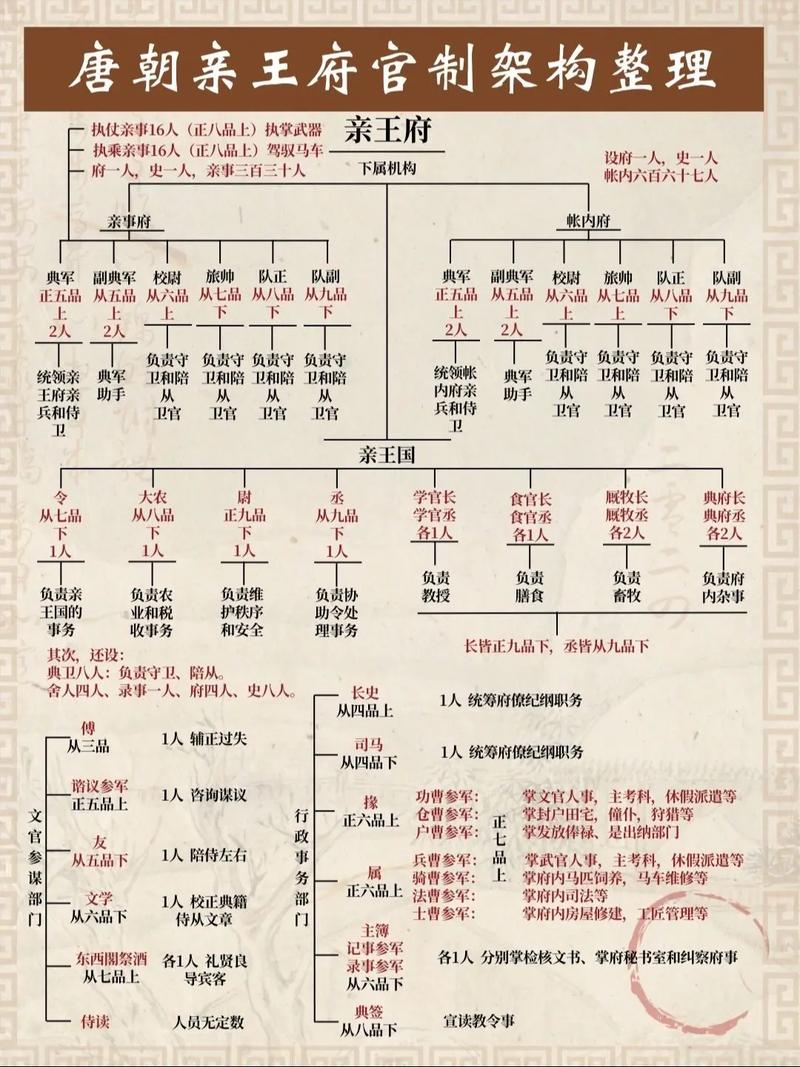 唐朝亲王府官制架构整理
亲王府
执仗亲事16人（正八品上）执掌武器
执乘亲事16人（正八品上）驾驭马车
府一人，史一人，亲事三百三十人
下属机构
设府一人，史一人
帐内六百六十七人
亲事府
典军
正五品
上
2人
统领亲
王府亲
兵和侍
卫
副典军
从五品
上
2人
典军
助手
校尉
从六品
上
负责守
卫和陪
从
卫官
旅帅
从七品
下
负责守
卫和陪
从
卫官
队正
从八品
下
负责守
卫和陪
从
卫官
队副
从九品
下
负责守
卫和陪
从
卫官
帐内府
典军
正五品
上
2人
统领帐
内府亲
兵和侍
卫
副典军
从五品
上
2人
典军
助手
校尉
从六品
上
负责守
卫和陪
从
卫官
旅帅
从七品
上
负责守
卫和陪
从
卫官
队正
从八品
下
负责守
卫和陪
从
卫官
队副
从九品
下
负责守
卫和陪
从
卫官
亲王国
令
从七品
下
1人
负责亲
王国的
事务
大农
从八品
下
1人
负责农
业和税
收事务
尉
正九品
下
1人
负责维
护秩序
和安全
丞
从九品
下
1人
负责协
助令处
理事务
学官长
学官丞
各1人
负责
教授
食官长
食官丞
各1人
负责
膳食
厩牧长
厩牧丞
各2人
负责
畜牧
典府长
典府丞
各2人
负责府
内杂事
长皆正九品下，丞皆从九品下
其次，还设：
典卫八人：负责守卫、陪从。
舍人四人、录事一人、府四人、史八人。
文官参谋部门
傅
从三品
1人 辅正过失
谘议参军
正五品上
1人 咨询谋议
友
从五品下
1人 陪侍左右
文学
从六品下
1人 校正典籍
侍从文章
东西閤祭酒
从七品上
各1人 礼贤良
导宾客
侍读
人员无定数
行政事务部门
长史
从四品上
1人 统筹府僚纪纲职务
司马
从四品下
1人 统筹府僚纪纲职务
掾
正六品上
功曹参军： 掌文官人事，主考科，休假派遣等
仓曹参军： 掌封户田宅，僮仆，狩猎等
户曹参军： 掌发放俸禄、是出纳部门
正七品上
属
正六品上
兵曹参军： 掌武官人事，主考科，休假派遣等
骑曹参军： 掌府内马匹饲养，马车维修等
法曹参军： 掌府内司法等
士曹参军： 掌府内房屋修建，工匠管理等
主簿
记事参军
录事参军
从六品下
各1人 分别掌检核文书、掌府秘书室和纠察府事
典签
从八品下
宣读教令事